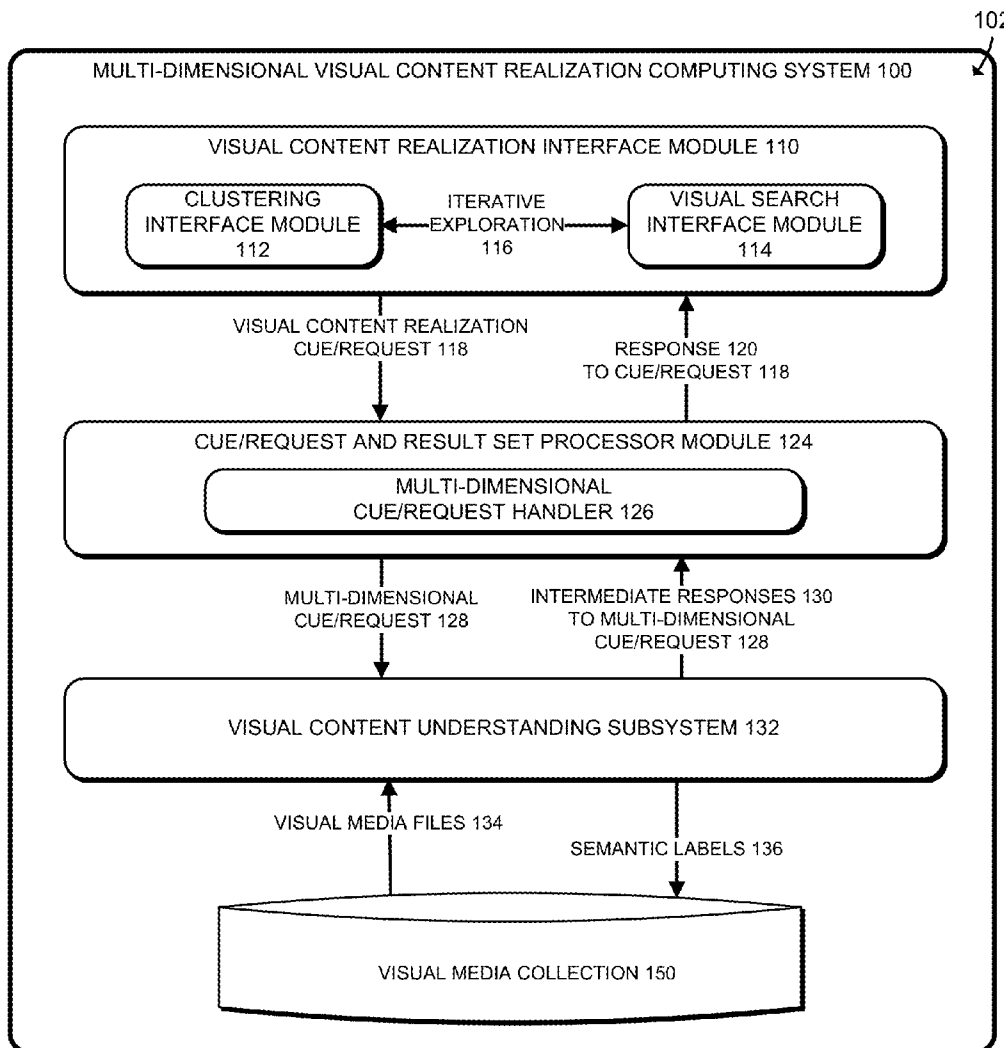 102
MULTI-DIMENSIONAL VISUAL CONTENT REALIZATION COMPUTING SYSTEM 100
VISUAL CONTENT REALIZATION INTERFACE MODULE 110
CLUSTERING
INTERFACE MODULE
112
ITERATIVE
EXPLORATION
116
VISUAL SEARCH
INTERFACE MODULE
114
VISUAL CONTENT REALIZATION
CUE/REQUEST 118
RESPONSE 120
TO CUE/REQUEST 118
CUE/REQUEST AND RESULT SET PROCESSOR MODULE 124
MULTI-DIMENSIONAL
CUE/REQUEST HANDLER 126
MULTI-DIMENSIONAL
CUE/REQUEST 128
INTERMEDIATE RESPONSES 130
TO MULTI-DIMENSIONAL
CUE/REQUEST 128
VISUAL CONTENT UNDERSTANDING SUBSYSTEM 132
VISUAL MEDIA FILES 134
SEMANTIC LABELS 136
VISUAL MEDIA COLLECTION 150